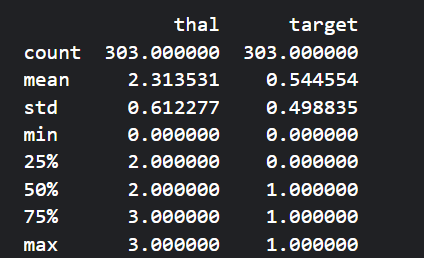 thal target
count 303.000000 303.000000
mean 2.313531 0.544554
std 0.612277 0.498835
min 0.000000 0.000000
25% 2.000000 0.000000
50% 2.000000 1.000000
75% 3.000000 1.000000
max 3.000000 1.000000